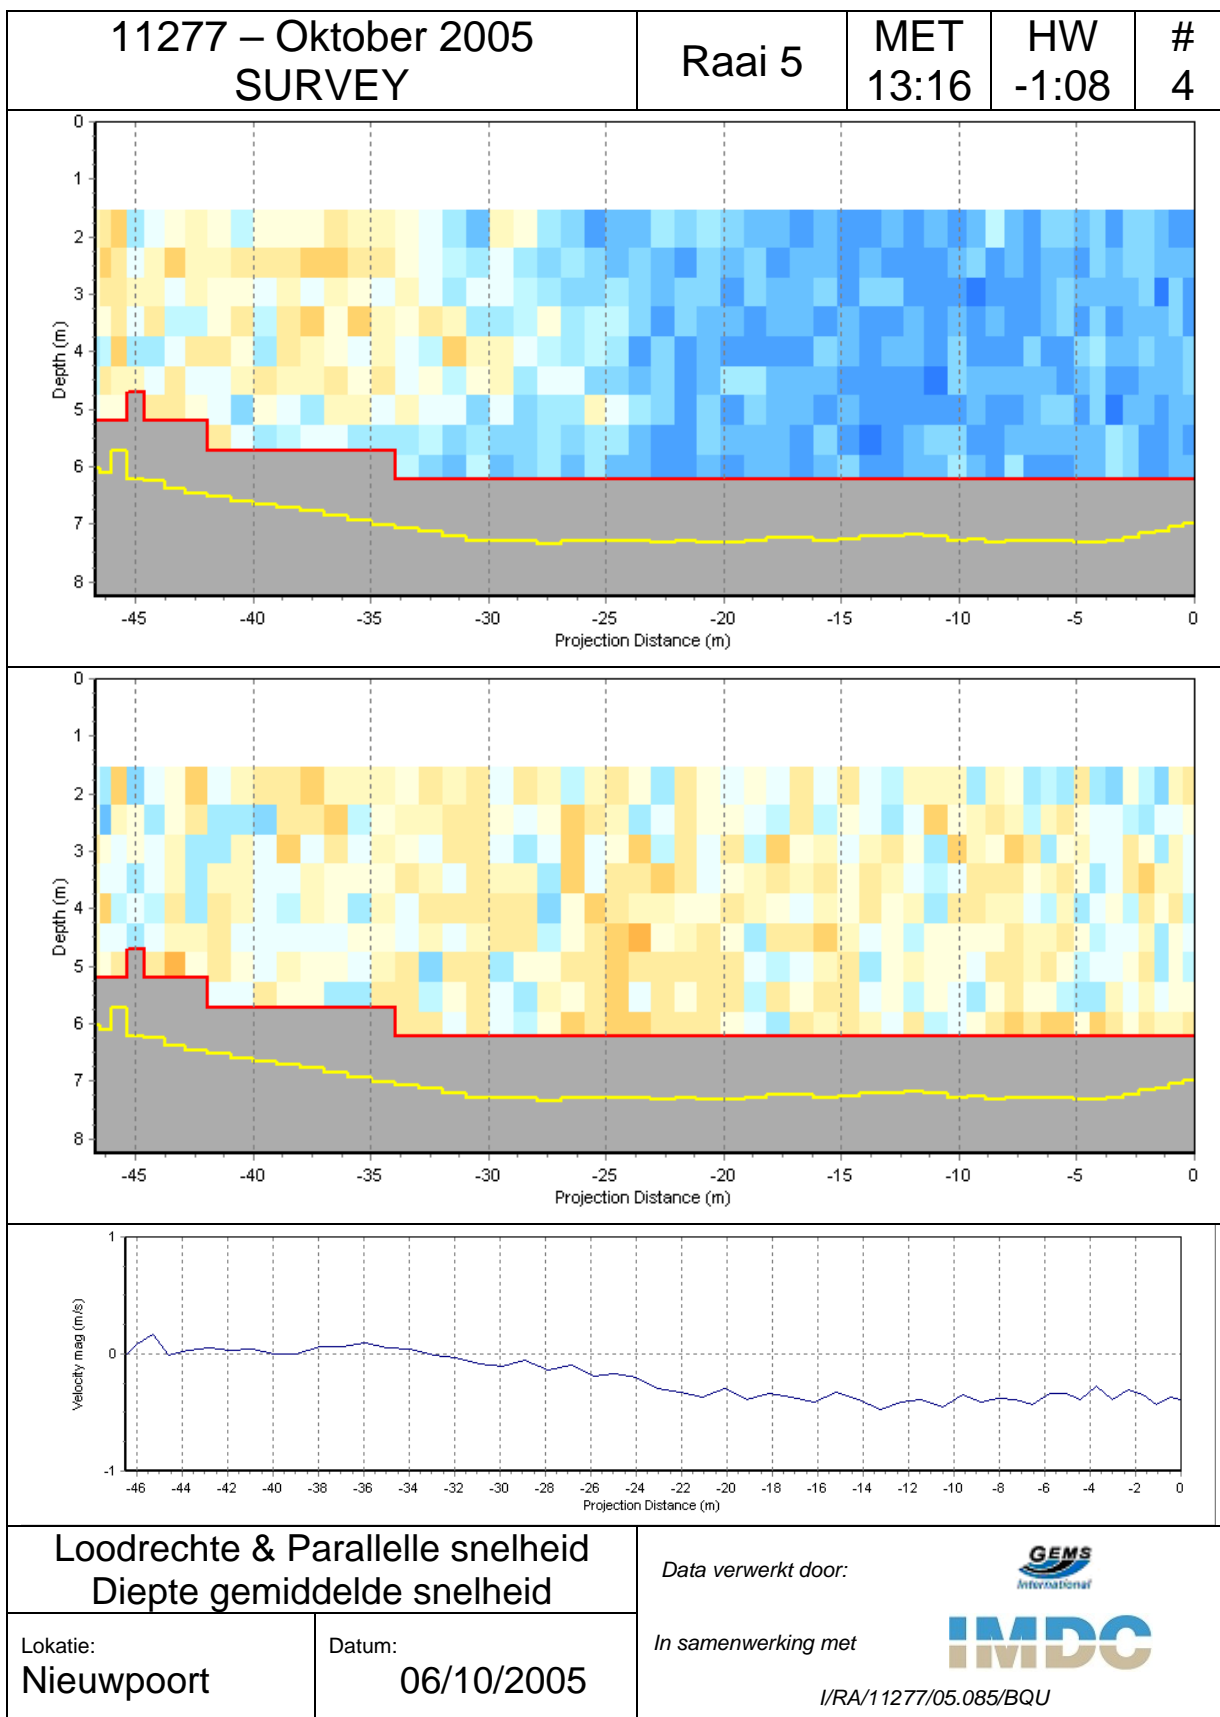 11277 – Oktober 2005
SURVEY
Raai 5
MET
13:16
HW
-1:08
#
4
0
1
2
3
4
5
6
7
8
Depth (m)
-45 -40 -35 -30 -25 -20 -15 -10 -5 0
Projection Distance (m)
0
1
2
3
4
5
6
7
8
Depth (m)
-45 -40 -35 -30 -25 -20 -15 -10 -5 0
Projection Distance (m)
1
0
-1
Velocity mag (m/s)
-46 -44 -42 -40 -38 -36 -34 -32 -30 -28 -26 -24 -22 -20 -18 -16 -14 -12 -10 -8 -6 -4 -2 0
Projection Distance (m)
Loodrechte & Parallelle snelheid
Diepte gemiddelde snelheid
Data verwerkt door:
GEMS
International
Lokatie:
Nieuwpoort
Datum:
06/10/2005
In samenwerking met
IMDC
I/RA/11277/05.085/BQU